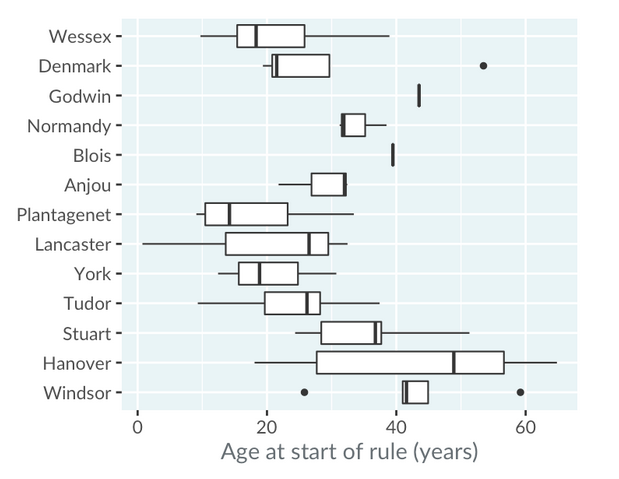 Wessex
Denmark
Godwin
Normandy
Blois
Anjou
Plantagenet
Lancaster
York
Tudor
Stuart
Hanover
Windsor
0 20 40 60
Age at start of rule (years)